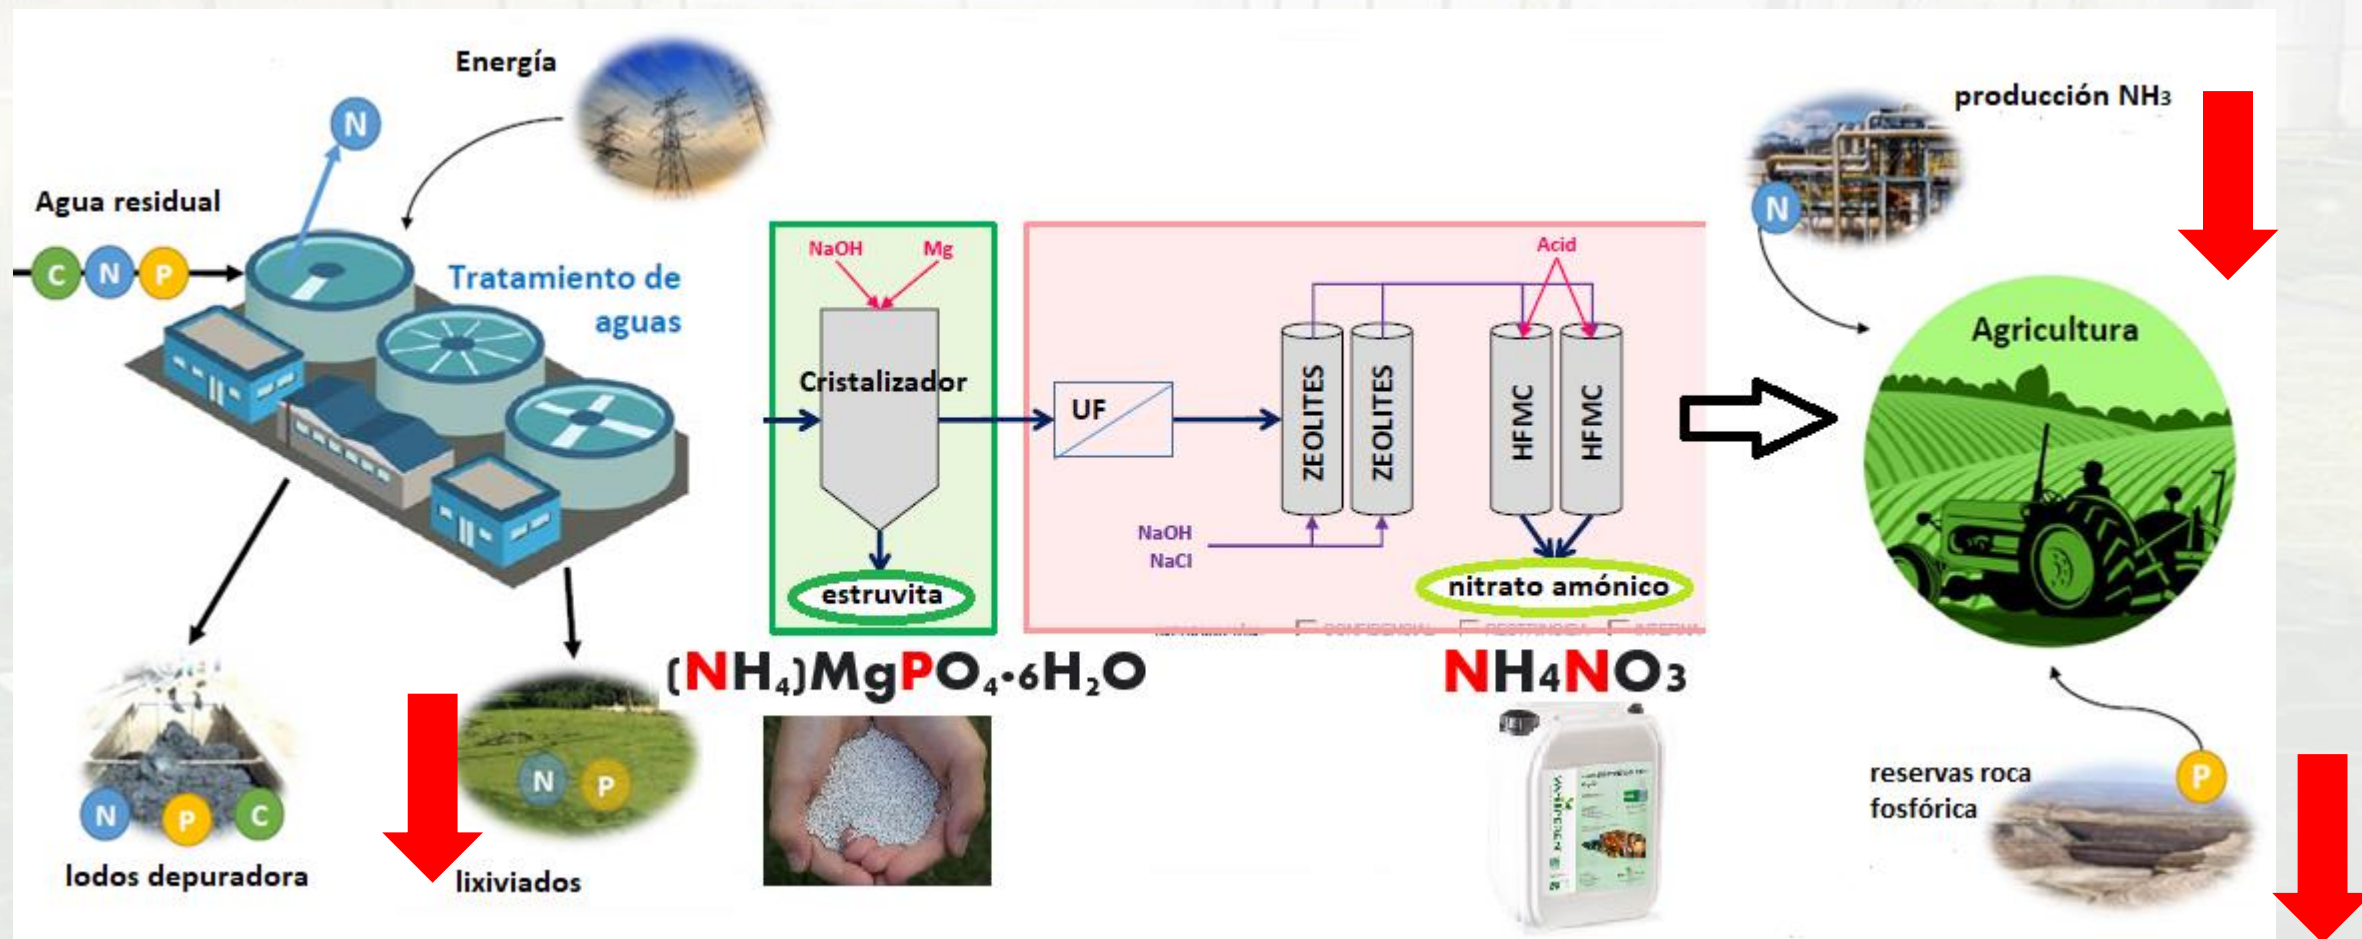 Energía
N
Agua residual
C N P
Tratamiento de
aguas
NaOH Mg
Cristalizador
estruvita
UF
ZEOLITES
ZEOLITES
HFMC
HFMC
Acid
NaOH
NaCl
nitrato amónico
producción NH3
N
Agricultura
(NH₄)MgPO₄·6H₂O
NH4NO3
N P C
lodos depuradora
N P
lixiviados
reservas roca
fosfórica
P